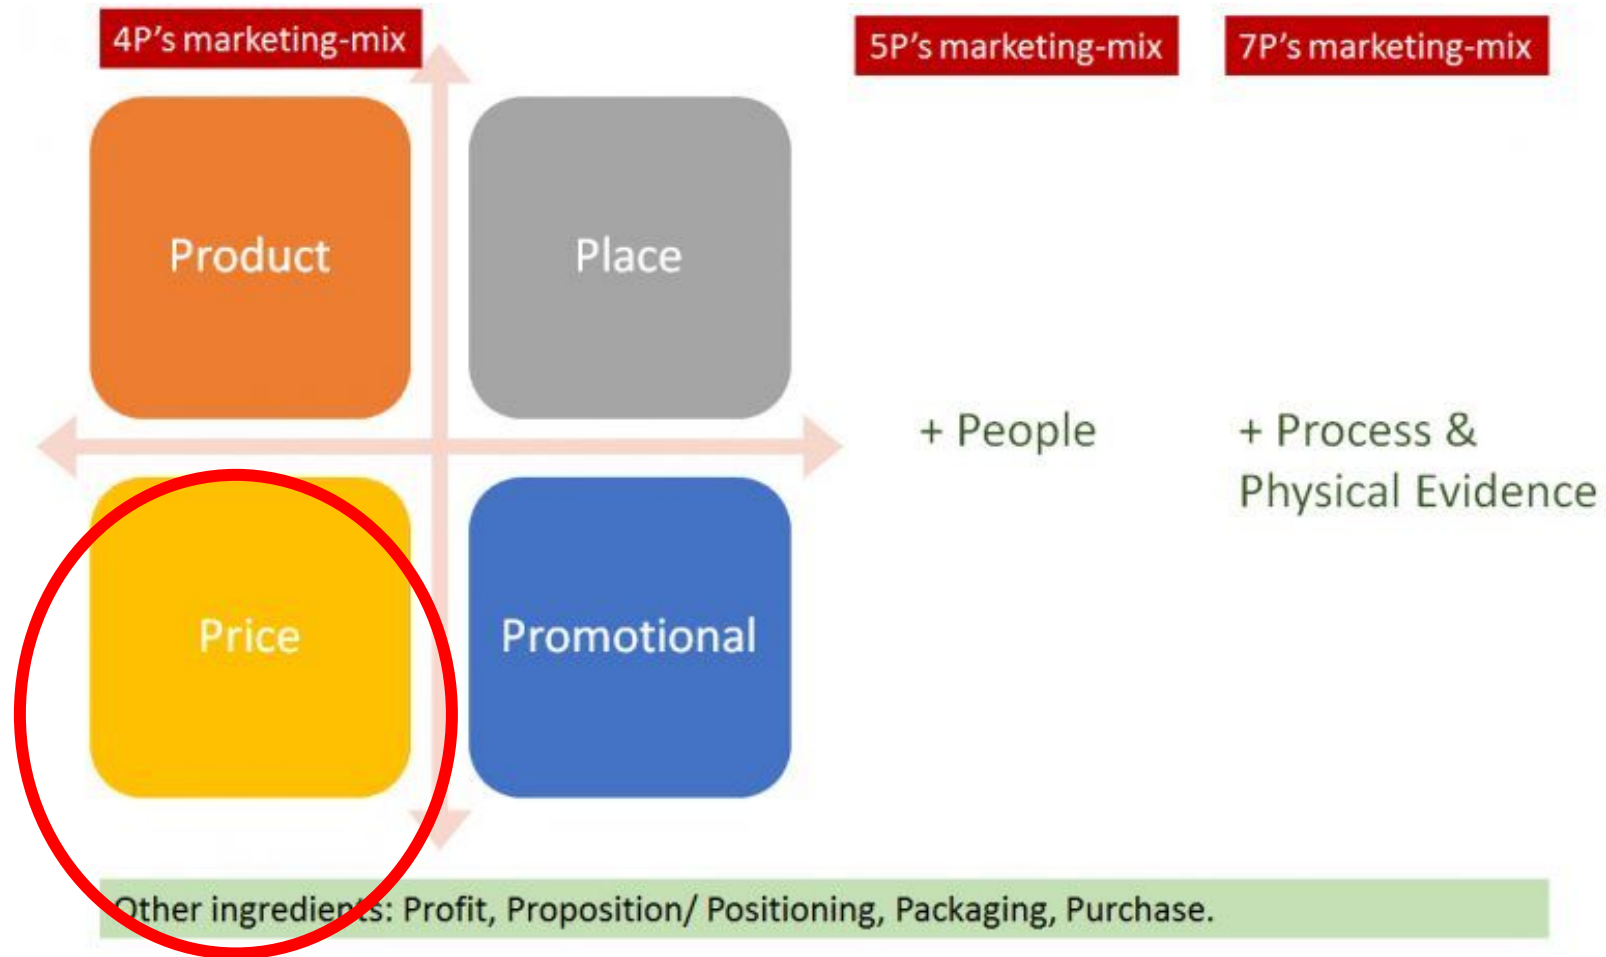 4P's marketing-mix
5P's marketing-mix
7P's marketing-mix
Product
Place
+ People
+ Process &
Physical Evidence
Price
Promotional
Other ingredients: Profit, Proposition/ Positioning, Packaging, Purchase.